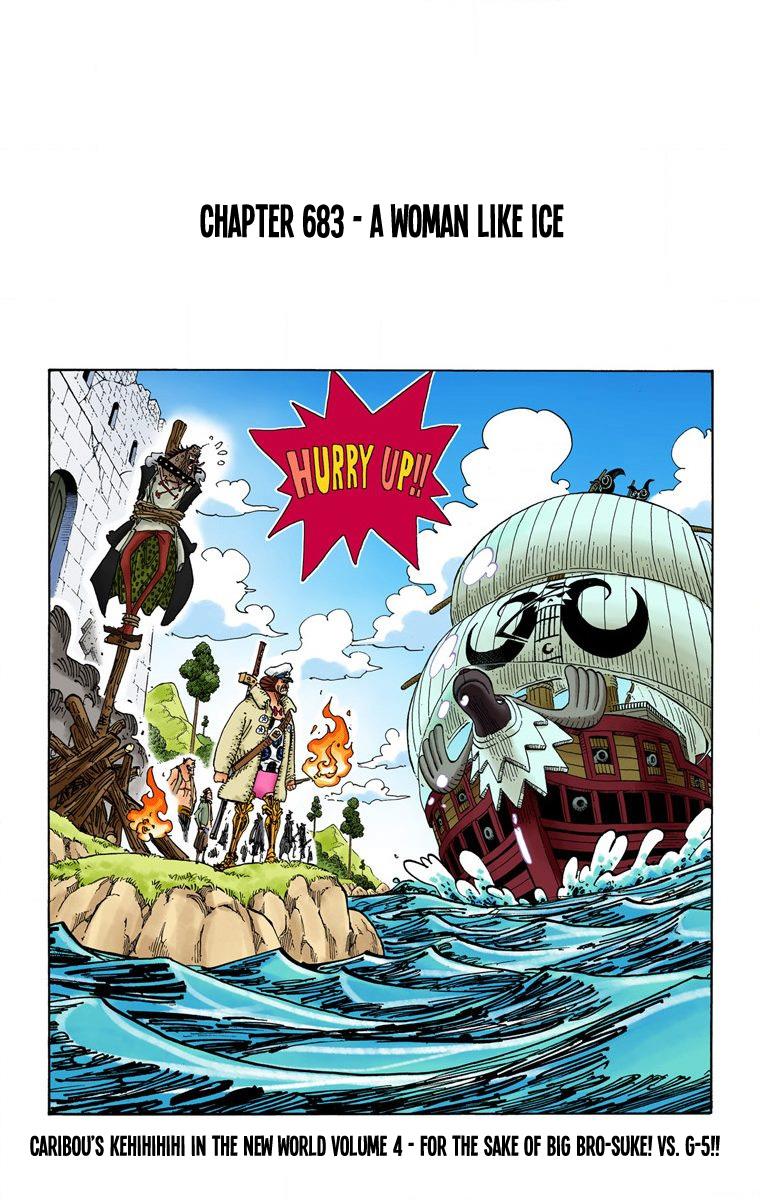 CHAPTER 683 - A WOMAN LIKE ICE
HURRY UP!!
CARIBOU'S KEHIHIHIHI IN THE NEW WORLD VOLUME 4 - FOR THE SAKE OF BIG BRO-SUKE! VS. G-5!!